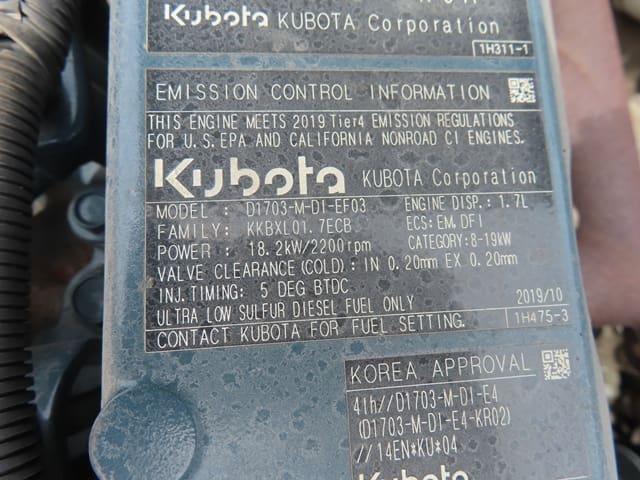 Kubota KUBOTA Corporation
1H311-1
EMISSION CONTROL INFORMATION
THIS ENGINE MEETS 2019 Tier4 EMISSION REGULATIONS
FOR U.S.EPA AND CALIFORNIA NONROAD CI ENGINES.
Kubota KUBOTA Corporation
MODEL : D1703-M-DI-EF03 ENGINE DISP.: 1.7L
FAMILY: KKBXL01.7ECB ECS:EM,DFI
POWER : 18.2kW/2200rpm CATEGORY:8-19kW
VALVE CLEARANCE(COLD): IN 0.20mm EX 0.20mm
INJ.TIMING: 5 DEG BTDC
ULTRA LOW SULFUR DIESEL FUEL ONLY 2019/10
CONTACT KUBOTA FOR FUEL SETTING. 1H475-3
KOREA APPROVAL
41h//D1703-M-DI-E4
(D1703-M-DI-E4-KR02)
//14EN*KU*04
Kubota